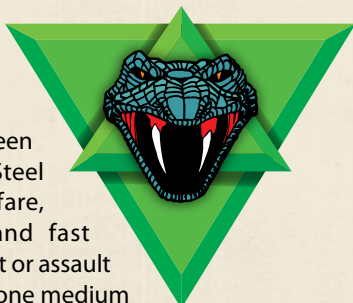 een
Steel
fare,
and fast
t or assault
one medium